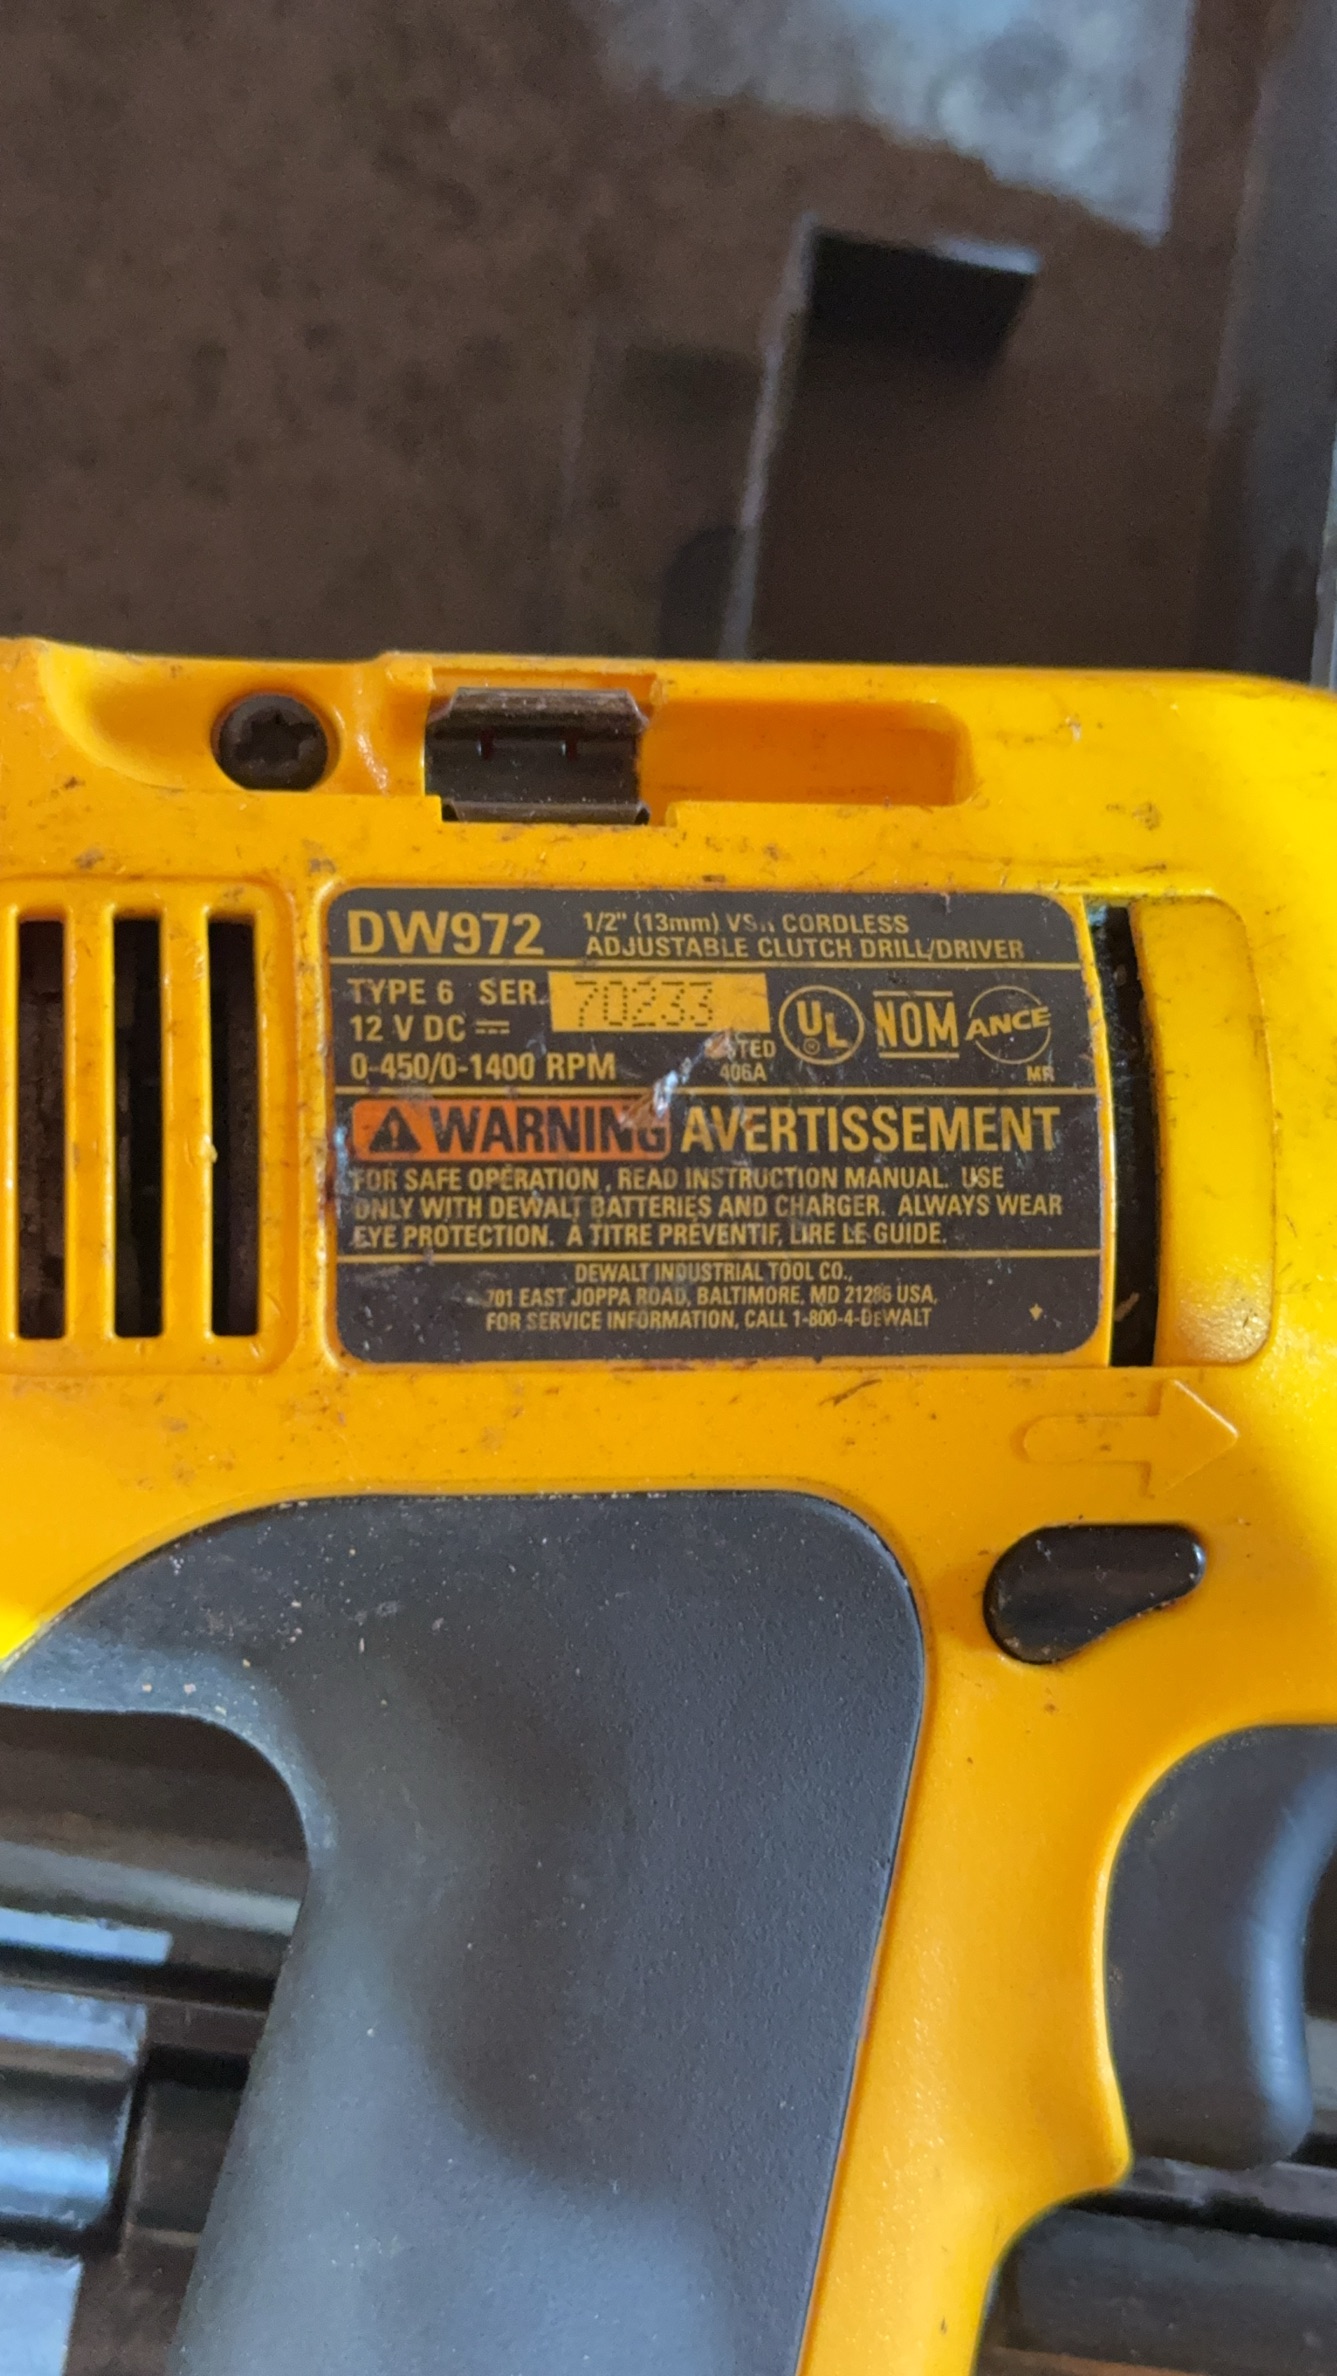 DW972 1/2" (13mm) VSR CORDLESS
ADJUSTABLE CLUTCH DRILL/DRIVER
TYPE 6 SER. 70233
12 V DC
0-450/0-1400 RPM
UL
®
LISTED
406A
NOM
ANCE
MR
WARNING AVERTISSEMENT
FOR SAFE OPERATION, READ INSTRUCTION MANUAL. USE
ONLY WITH DEWALT BATTERIES AND CHARGER. ALWAYS WEAR
EYE PROTECTION. A TITRE PRÉVENTIF, LIRE LE GUIDE.
DEWALT INDUSTRIAL TOOL CO.,
701 EAST JOPPA ROAD, BALTIMORE, MD 21286 USA,
FOR SERVICE INFORMATION, CALL 1-800-4-DEWALT